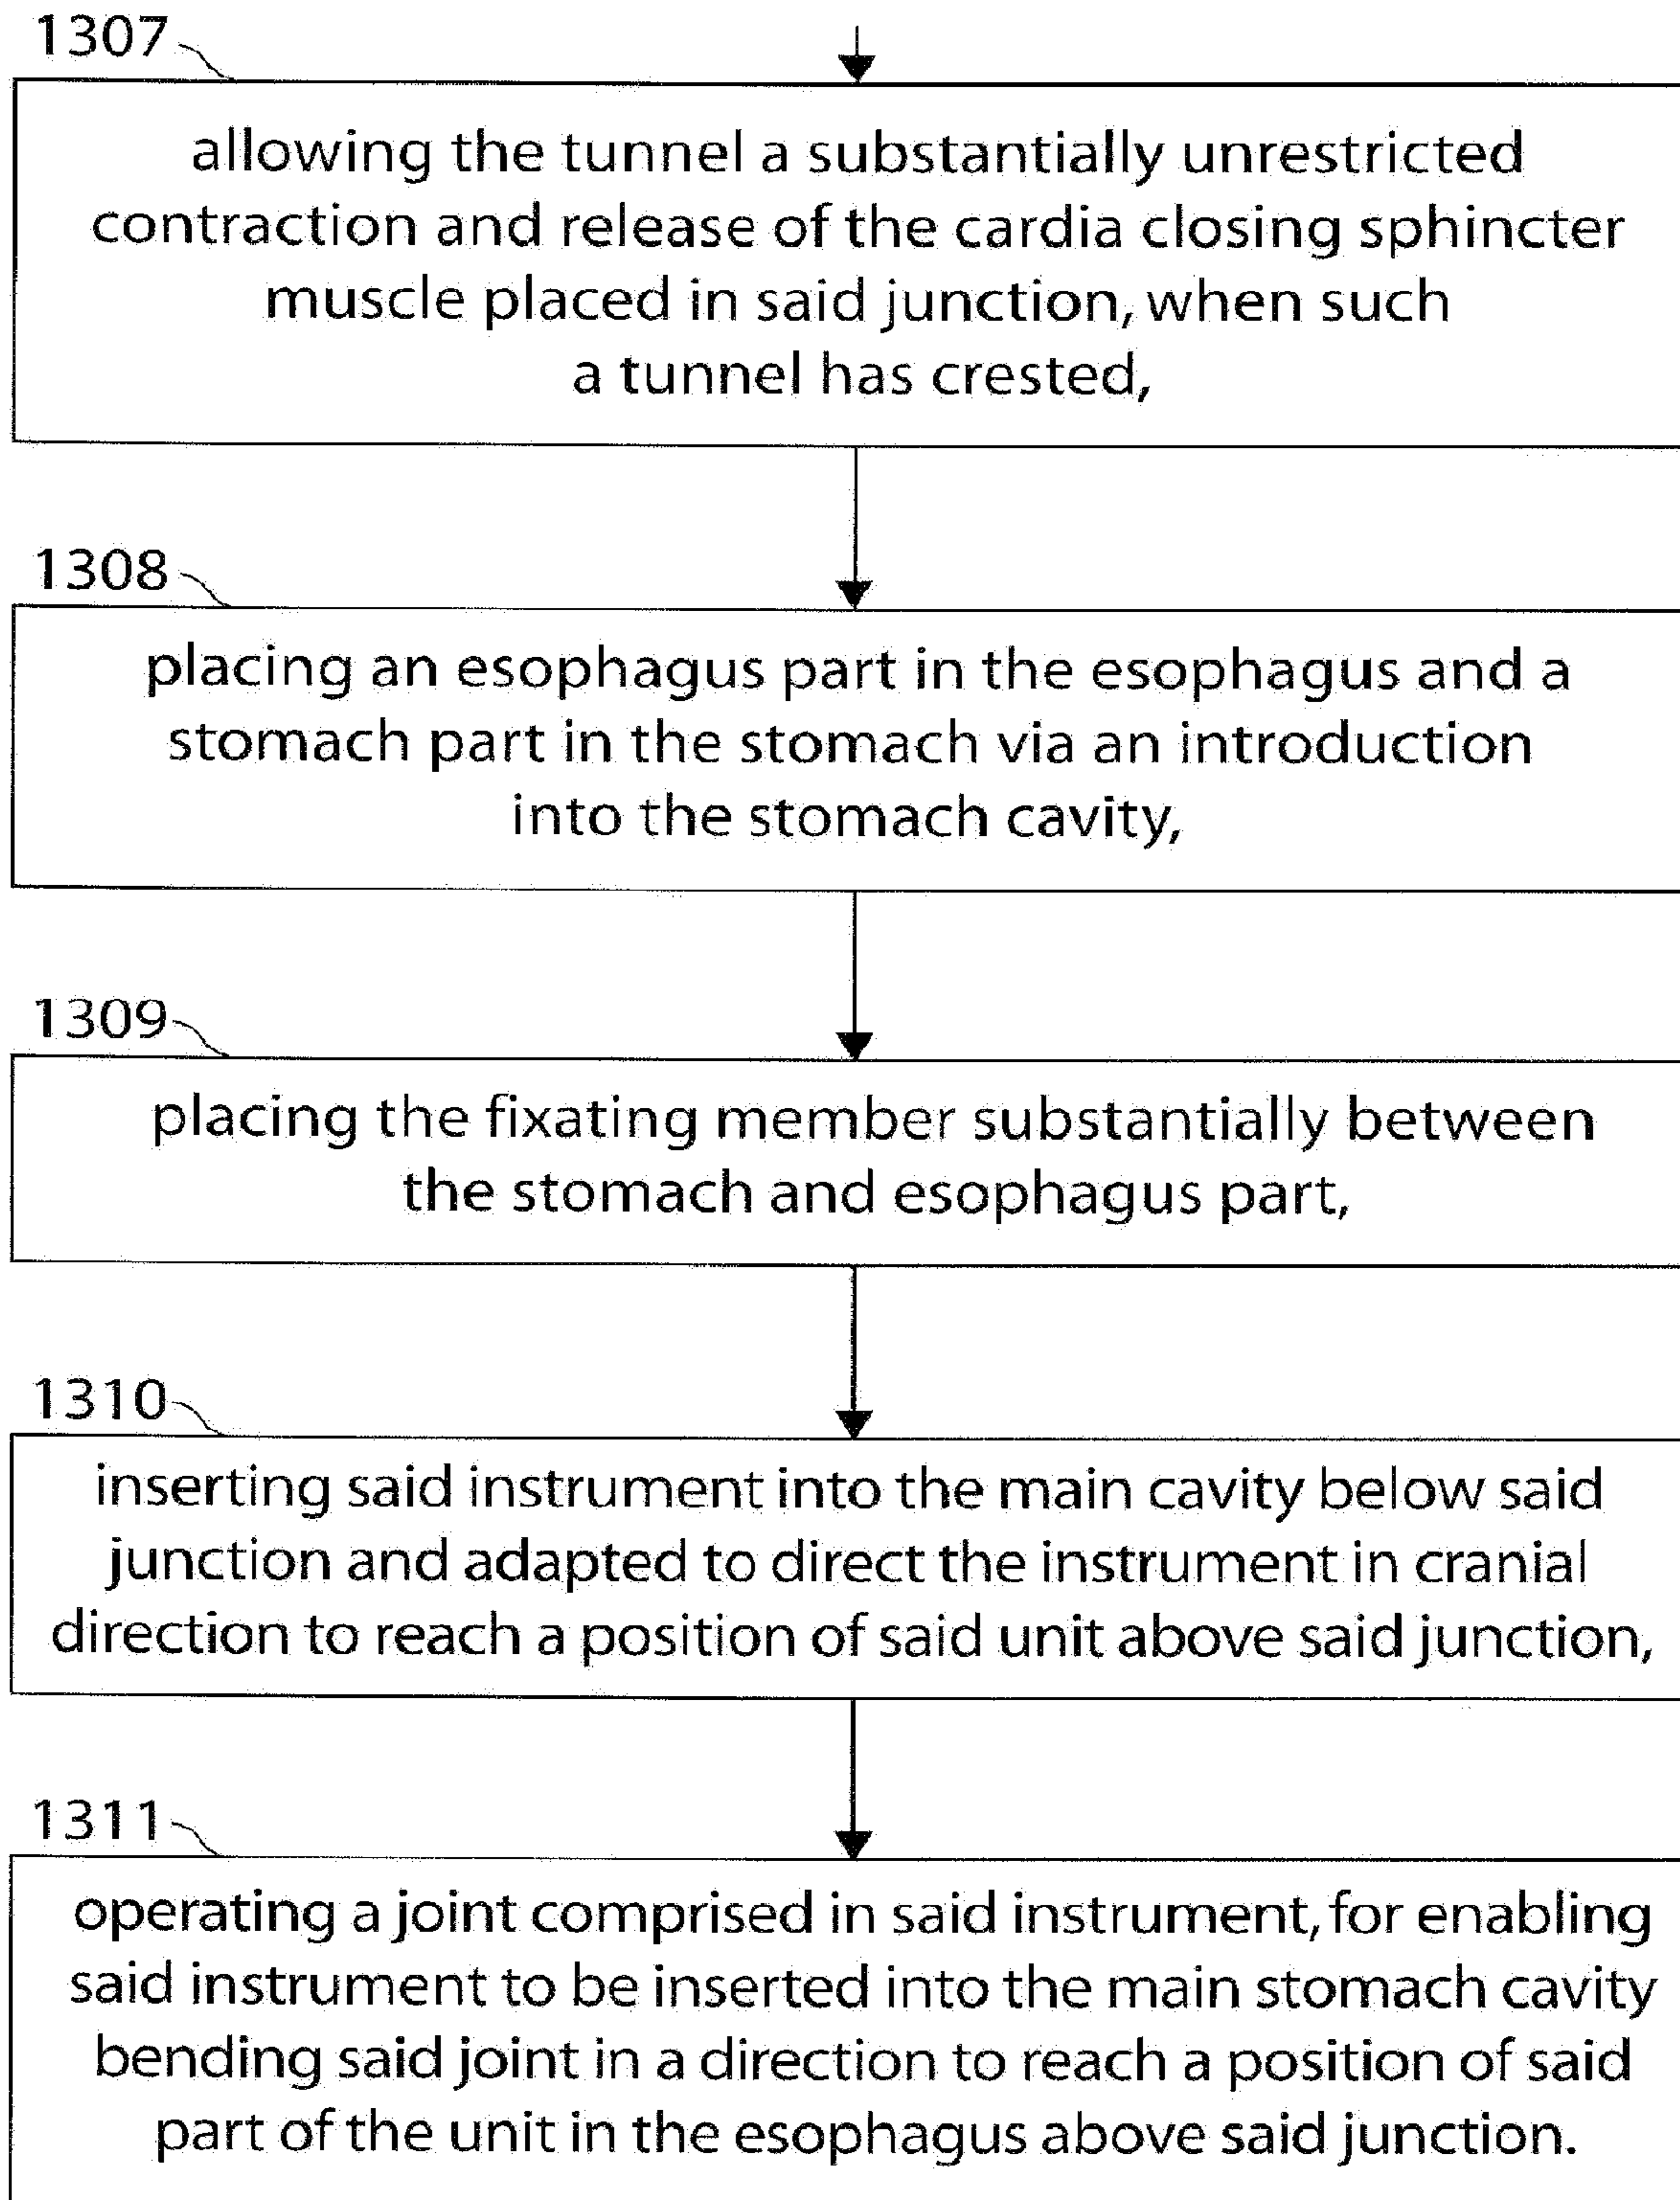 1307
allowing the tunnel a substantially unrestricted
contraction and release of the cardia closing sphincter
muscle placed in said junction, when such
a tunnel has crested,
1308
placing an esophagus part in the esophagus and a
stomach part in the stomach via an introduction
into the stomach cavity,
1309
placing the fixating member substantially between
the stomach and esophagus part,
1310
inserting said instrument into the main cavity below said
junction and adapted to direct the instrument in cranial
direction to reach a position of said unit above said junction,
1311
operating a joint comprised in said instrument, for enabling
said instrument to be inserted into the main stomach cavity
bending said joint in a direction to reach a position of said
part of the unit in the esophagus above said junction.